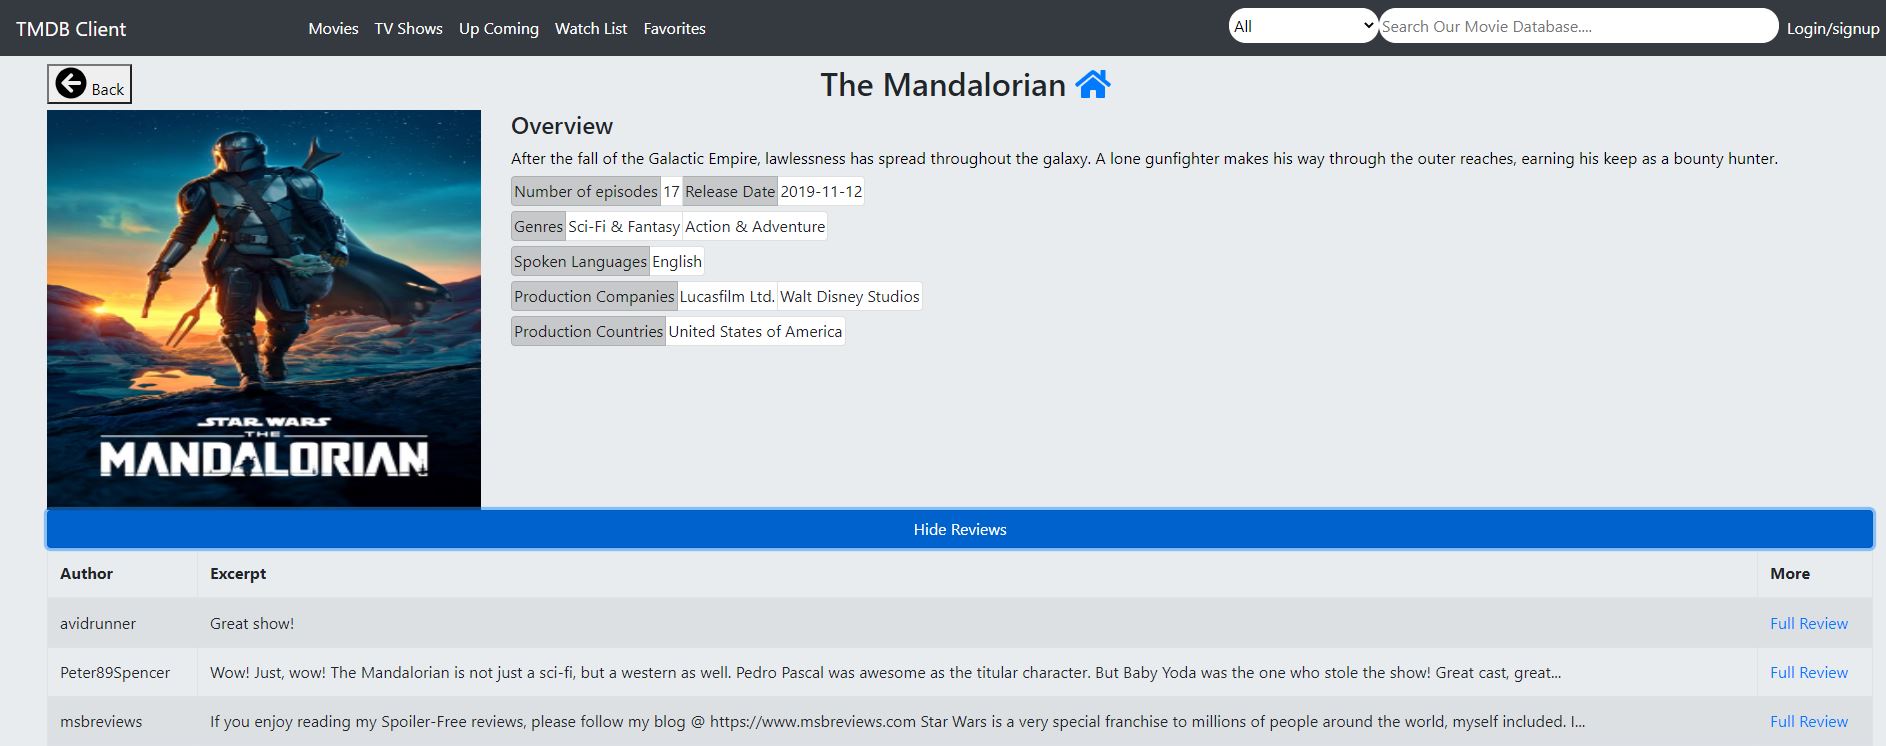 TMDB Client Movies TV Shows Up Coming Watch List Favorites All Search Our Movie Database.... Login/signup
Back
The Mandalorian
STAR WARS
THE
MANDALORIAN
Overview
After the fall of the Galactic Empire, lawlessness has spread throughout the galaxy. A lone gunfighter makes his way through the outer reaches, earning his keep as a bounty hunter.
Number of episodes 17 Release Date 2019-11-12
Genres Sci-Fi & Fantasy Action & Adventure
Spoken Languages English
Production Companies Lucasfilm Ltd. Walt Disney Studios
Production Countries United States of America
Hide Reviews
Author Excerpt More
avidrunner Great show! Full Review
Peter89Spencer Wow! Just, wow! The Mandalorian is not just a sci-fi, but a western as well. Pedro Pascal was awesome as the titular character. But Baby Yoda was the one who stole the show! Great cast, great... Full Review
msbreviews If you enjoy reading my Spoiler-Free reviews, please follow my blog @ https://www.msbreviews.com Star Wars is a very special franchise to millions of people around the world, myself included. I... Full Review